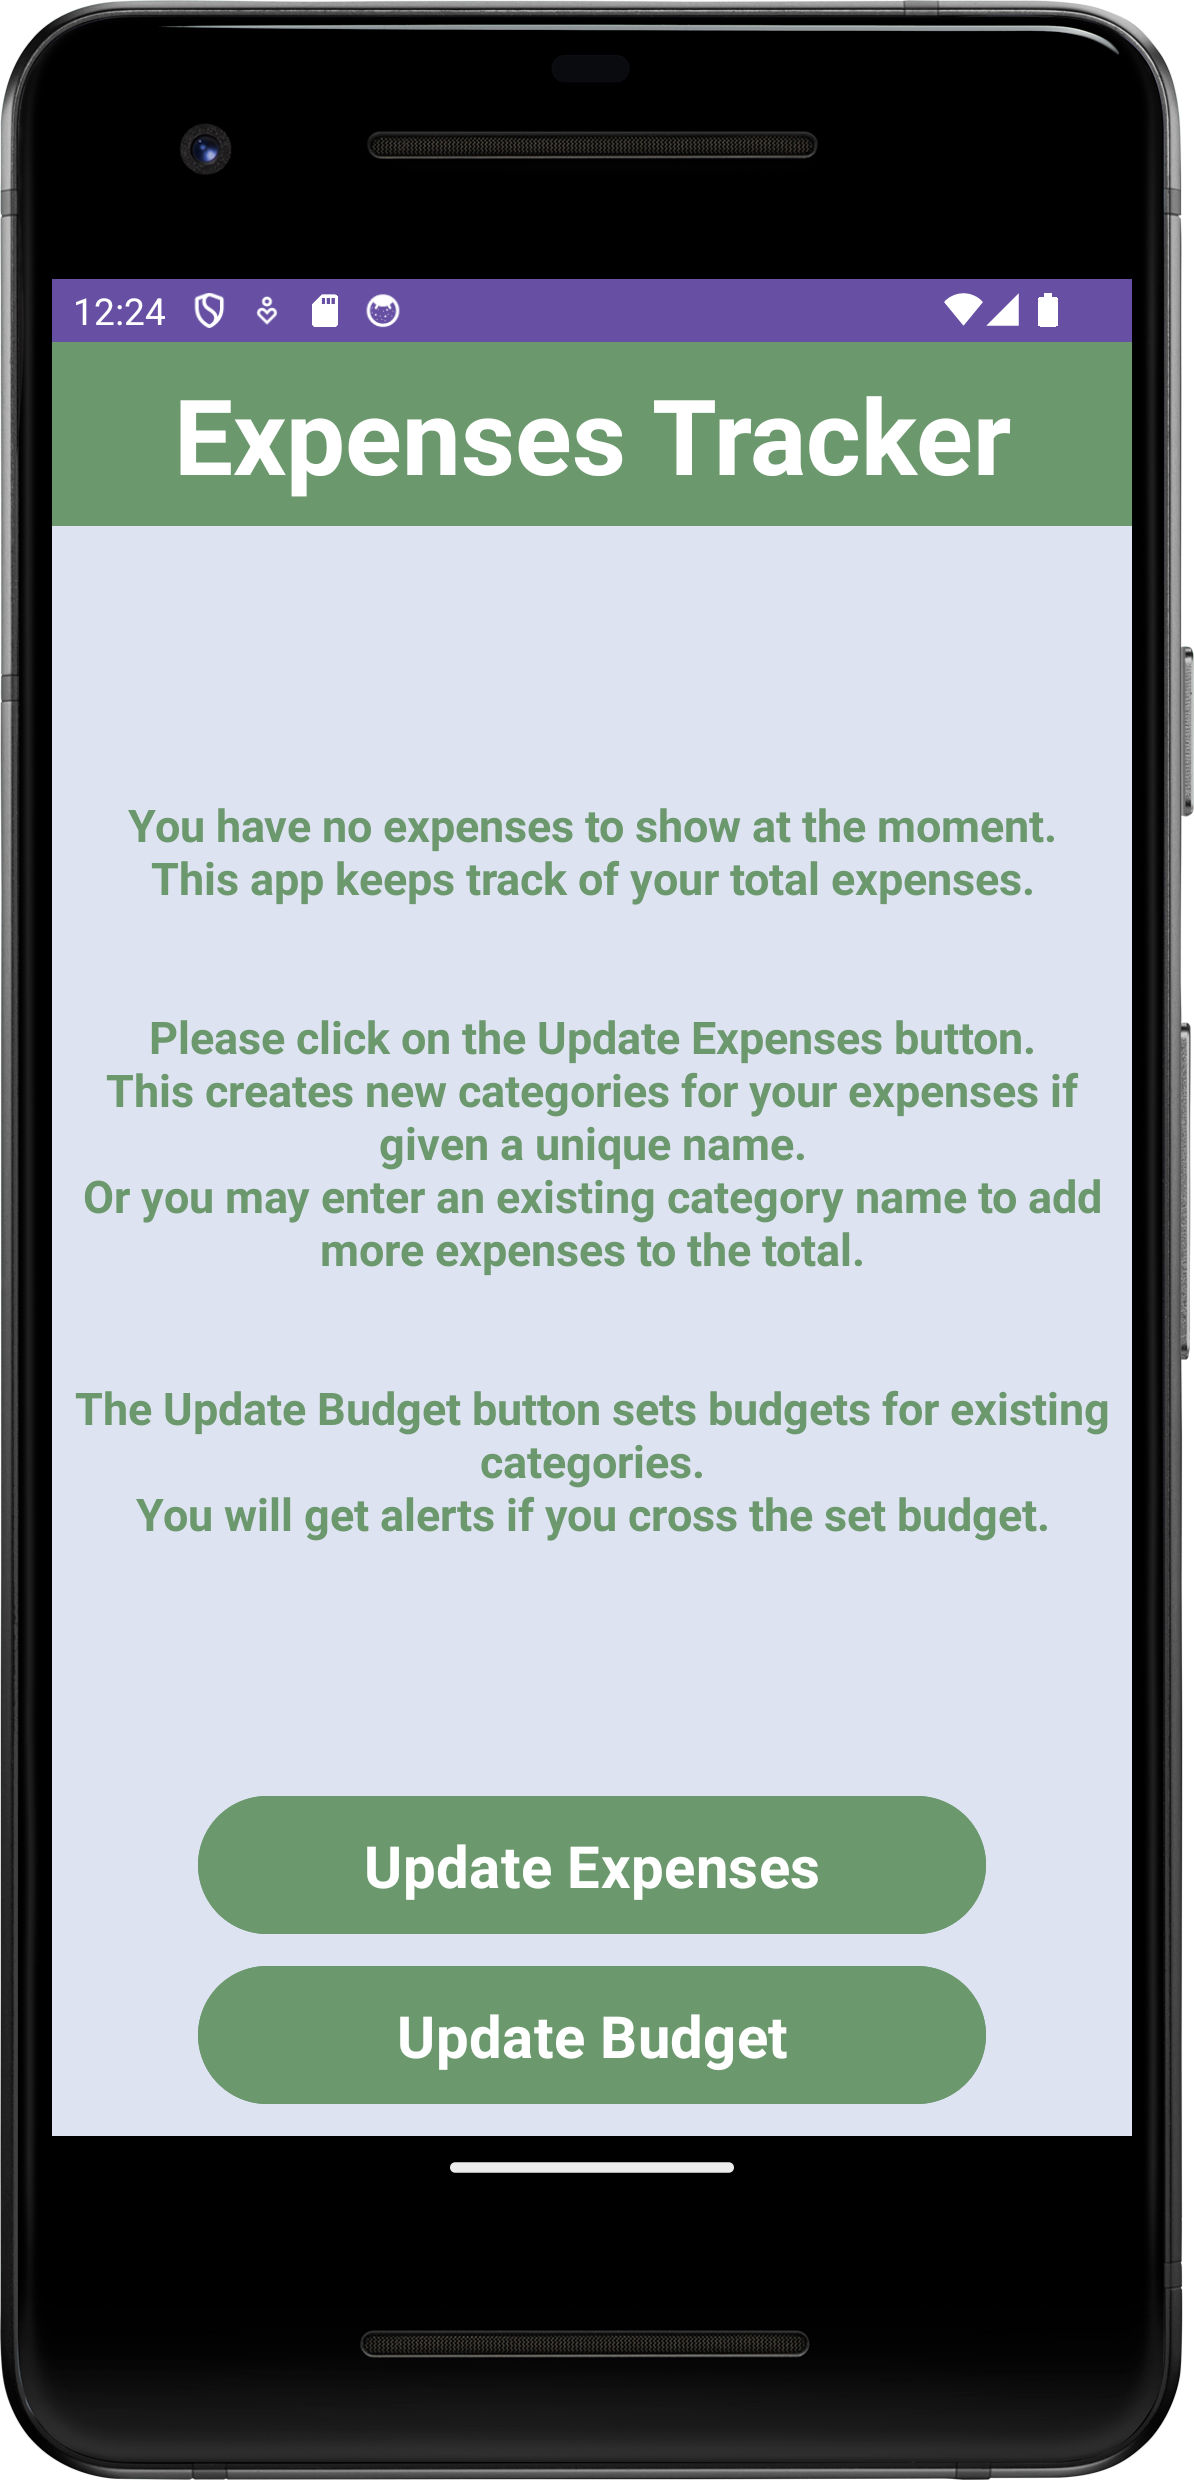 12:24
Expenses Tracker
You have no expenses to show at the moment.
This app keeps track of your total expenses.
Please click on the Update Expenses button.
This creates new categories for your expenses if
given a unique name.
Or you may enter an existing category name to add
more expenses to the total.
The Update Budget button sets budgets for existing
categories.
You will get alerts if you cross the set budget.
Update Expenses
Update Budget